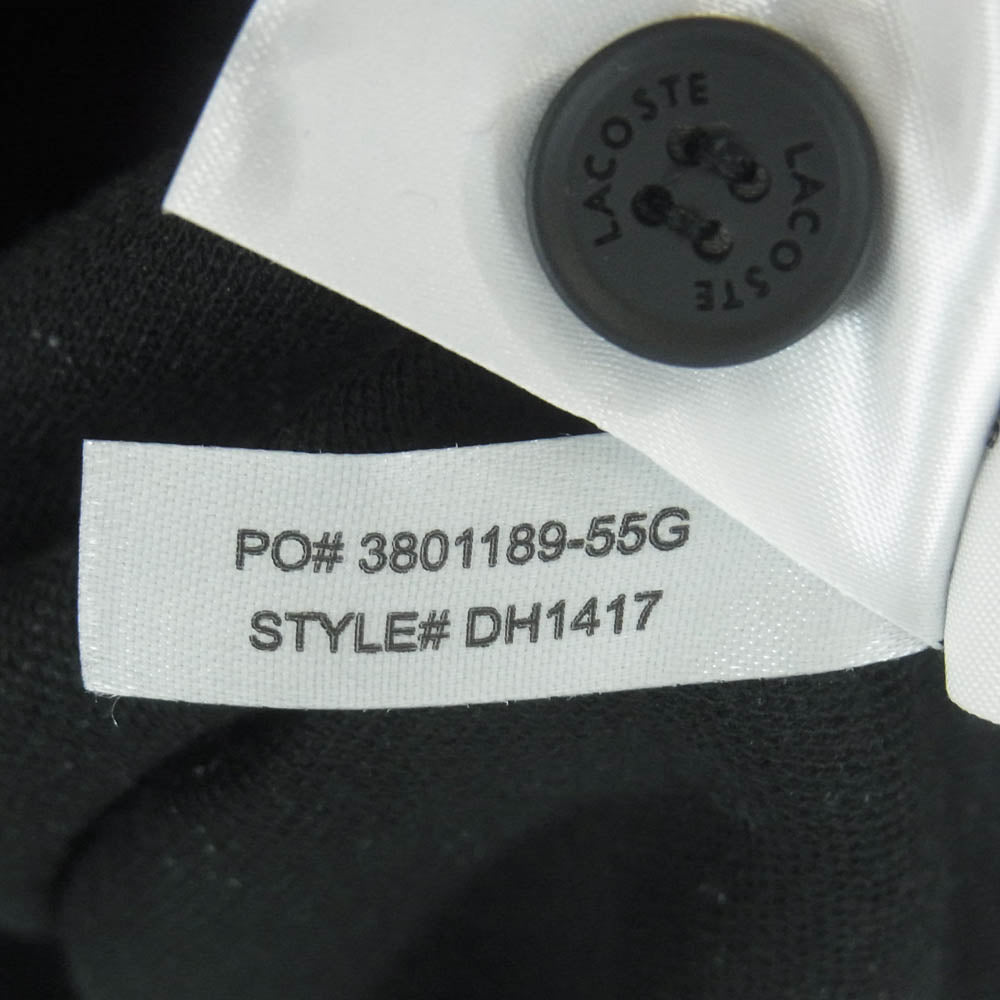 LACOSTE
LACOSTE
PO# 3801189-55G
STYLE# DH1417